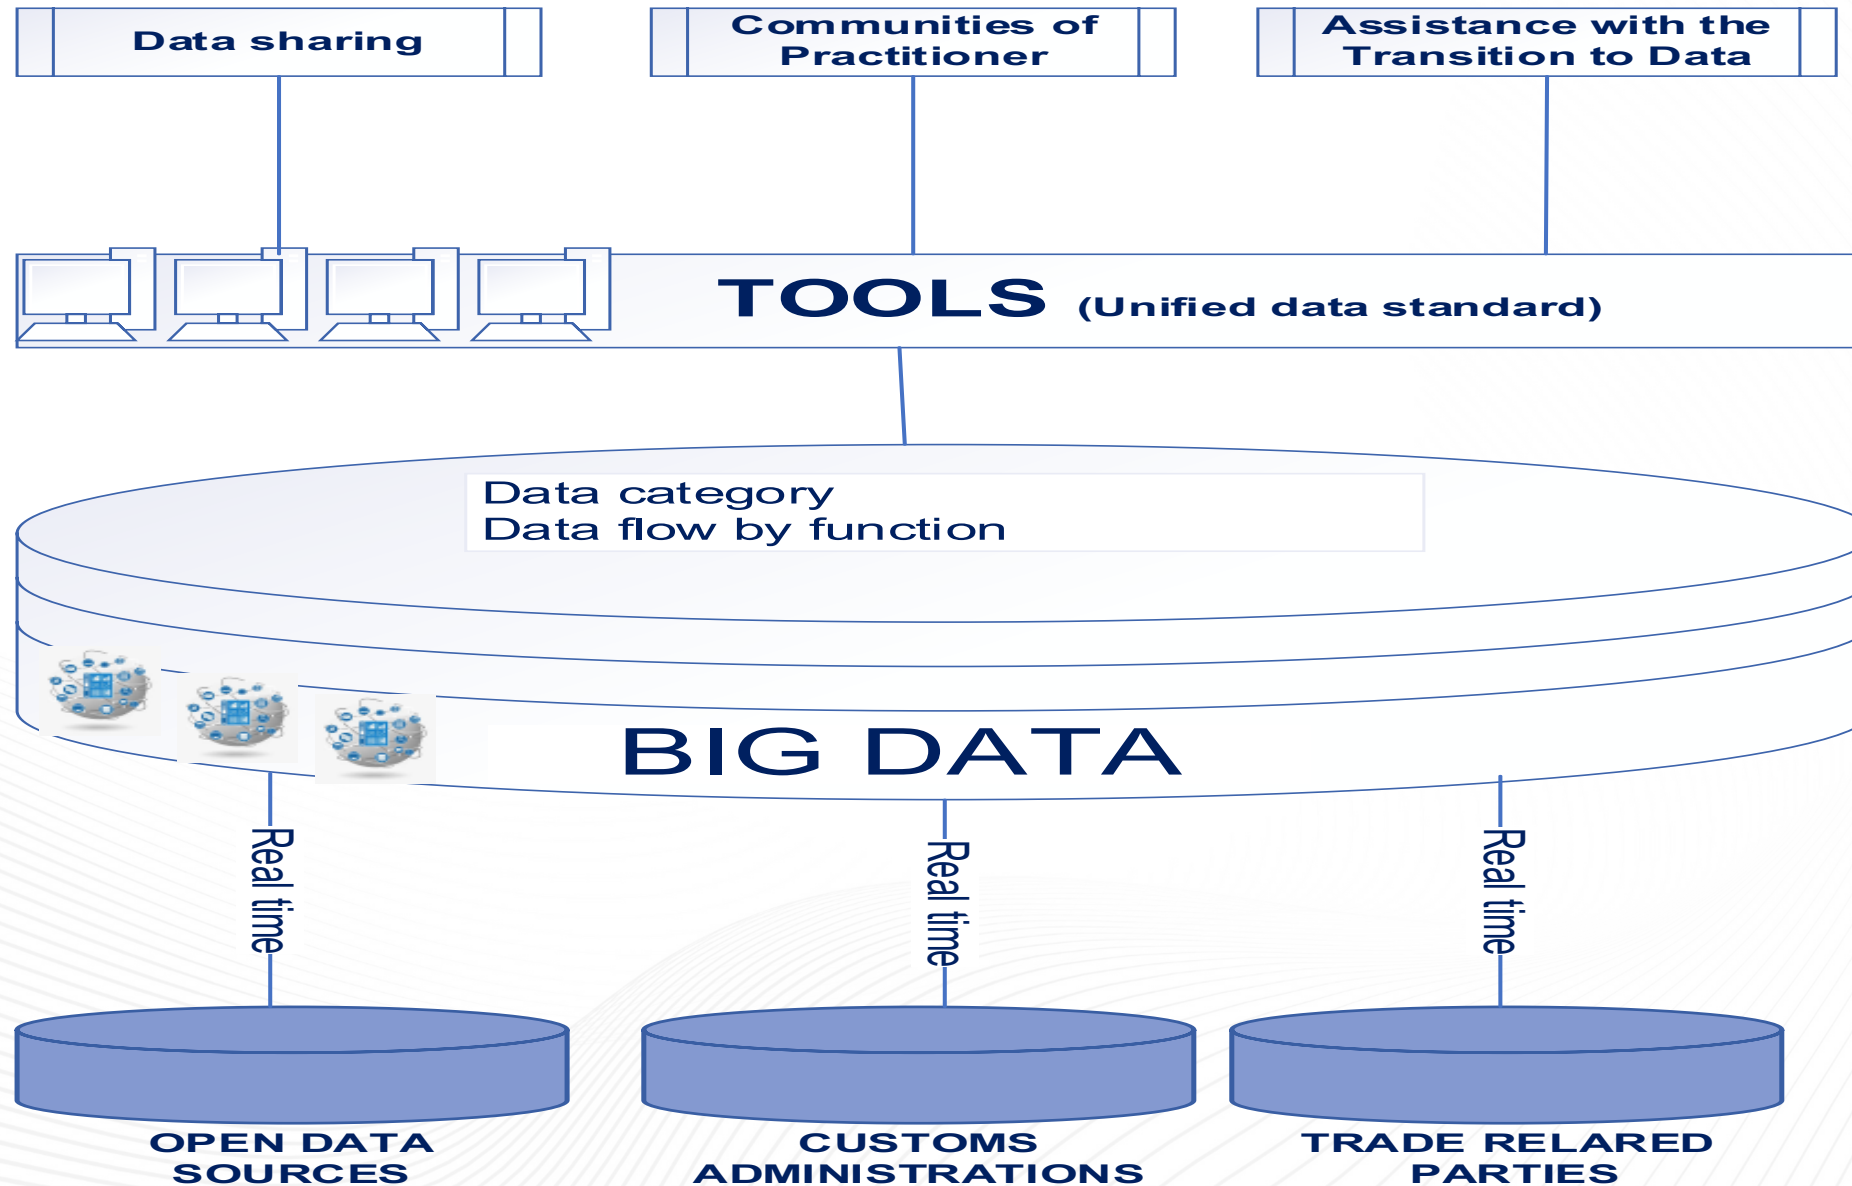 Data sharing
Communities of
Practitioner
Assistance with the
Transition to Data
TOOLS (Unified data standard)
Data category
Data flow by function
BIG DATA
Real time
Real time
Real time
OPEN DATA
SOURCES
CUSTOMS
ADMINISTRATIONS
TRADE RELARED
PARTIES